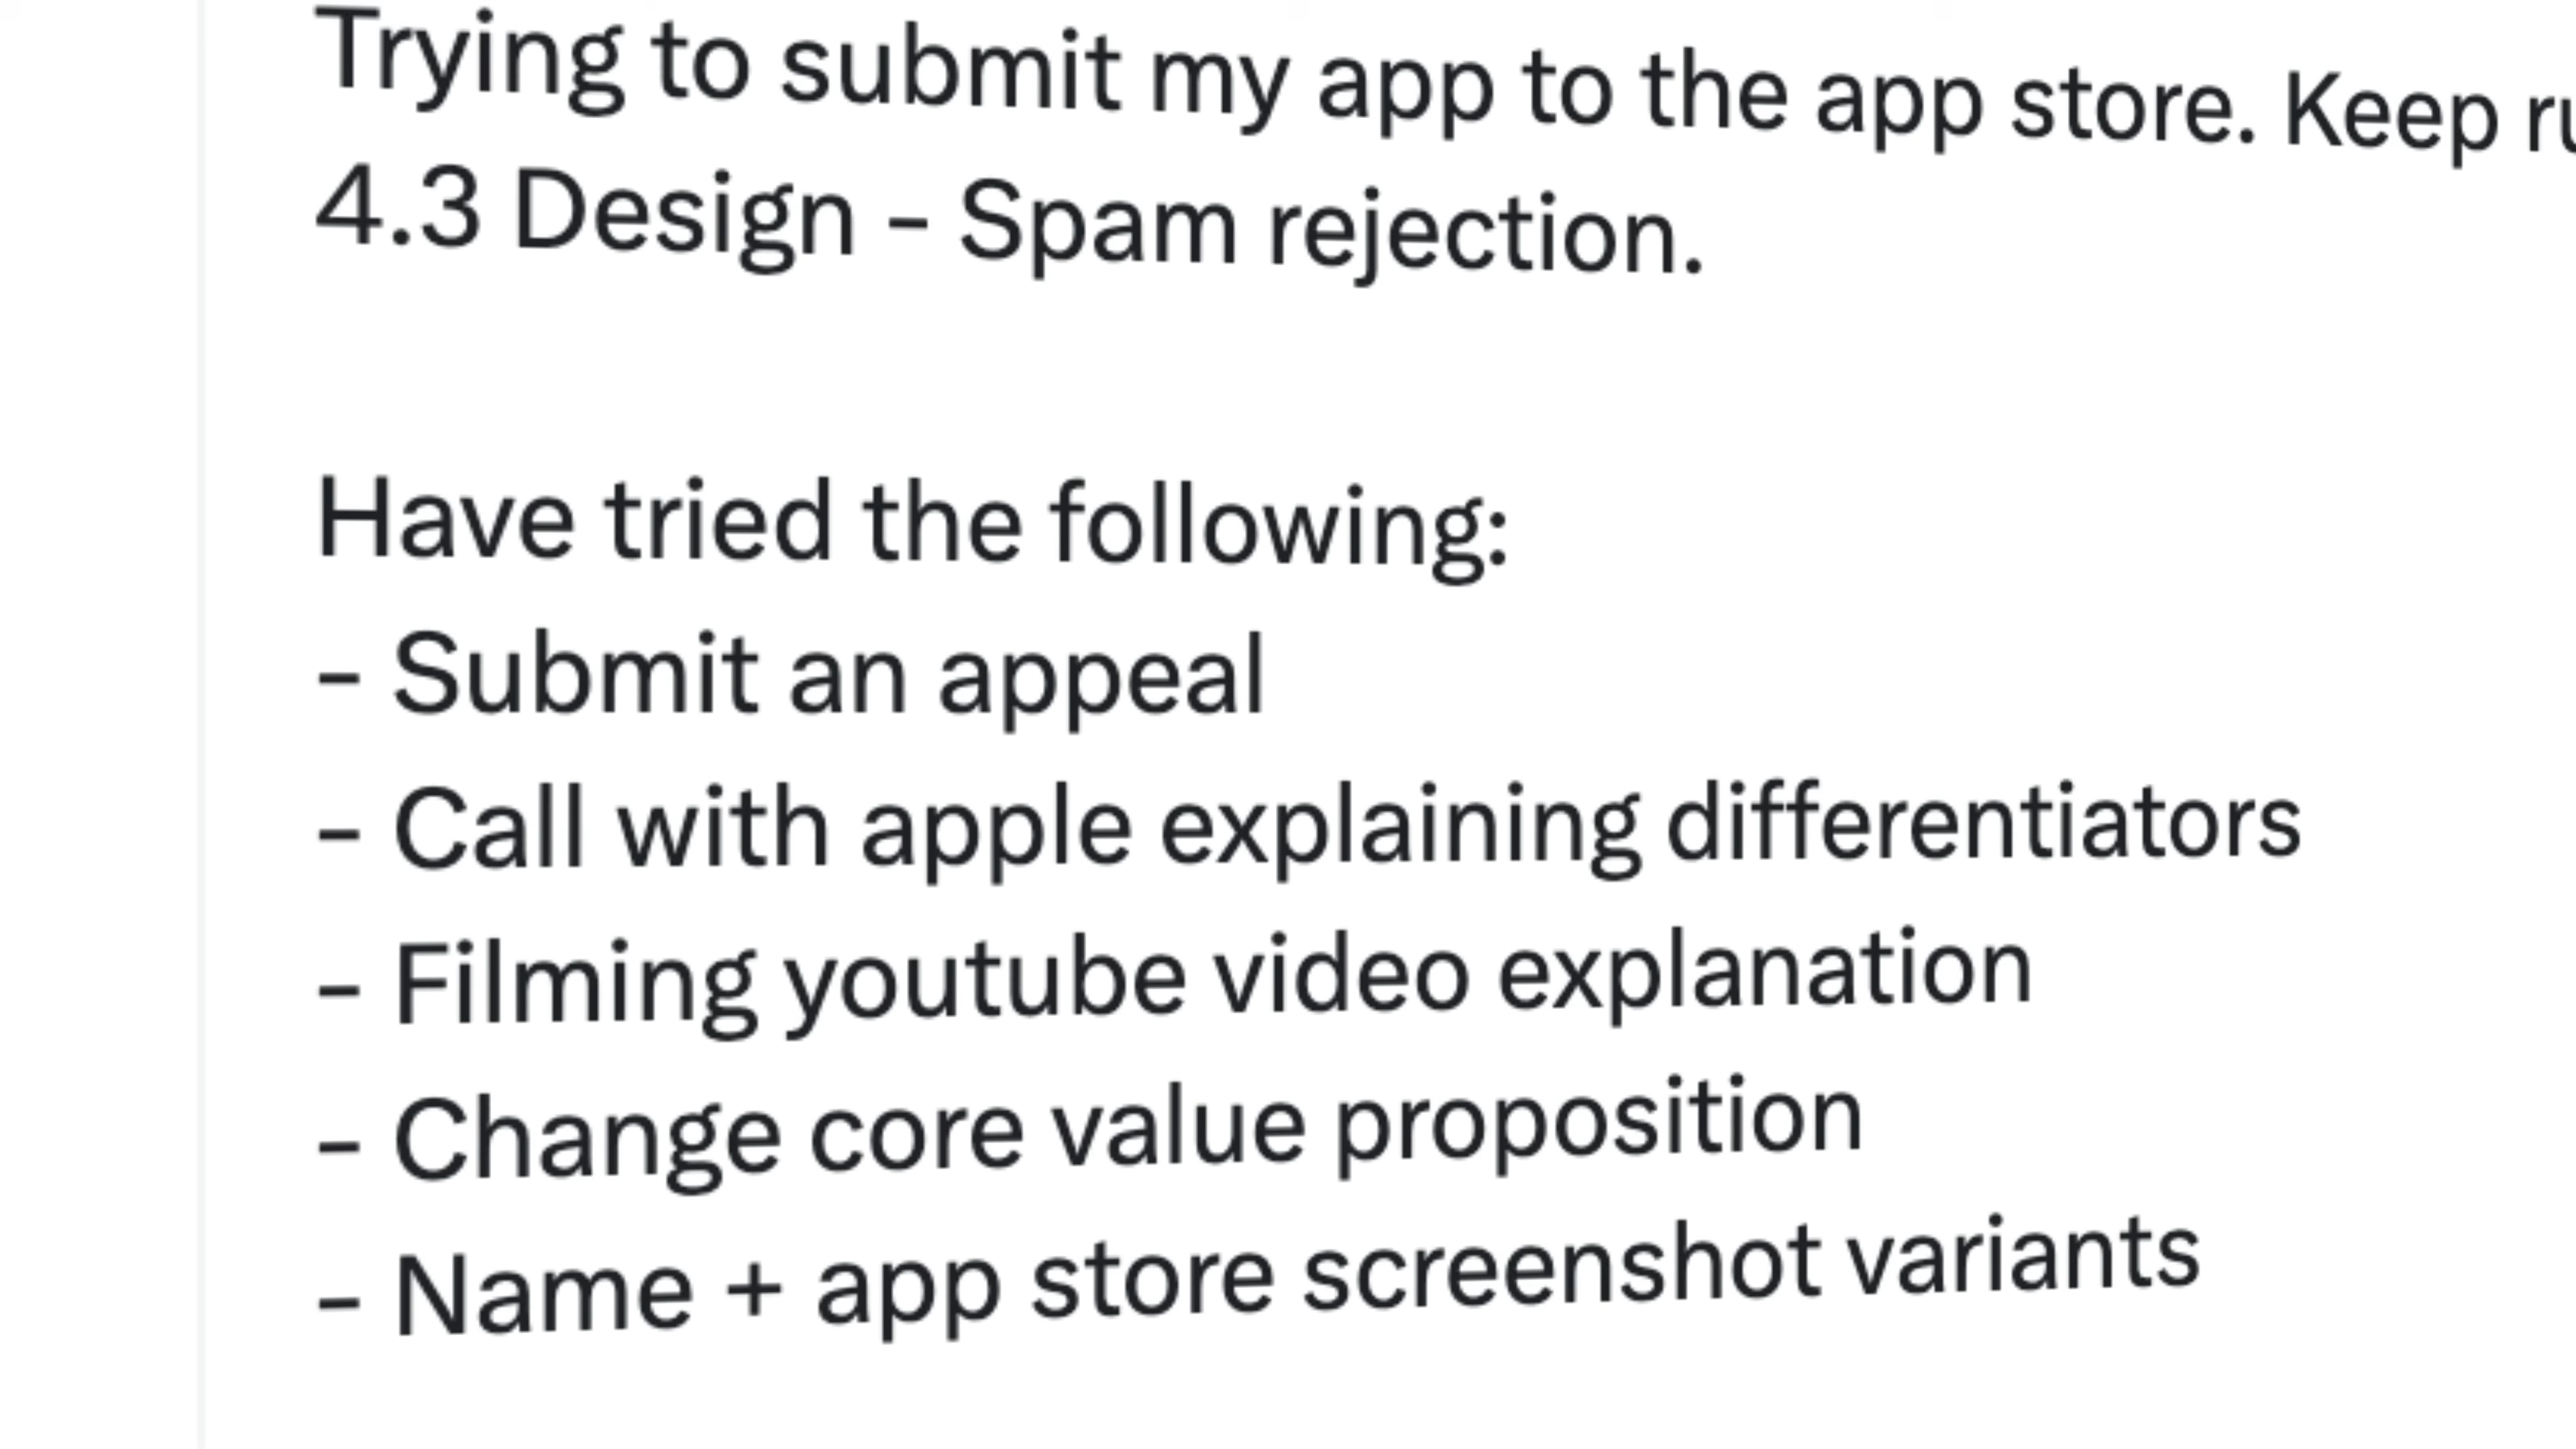 Trying to submit my app to the app store. Keep
4.3 Design - Spam rejection.
Have tried the following:
- Submit an appeal
- Call with apple explaining differentiators
- Filming youtube video explanation
- Change core value proposition
- Name + app store screenshot variants